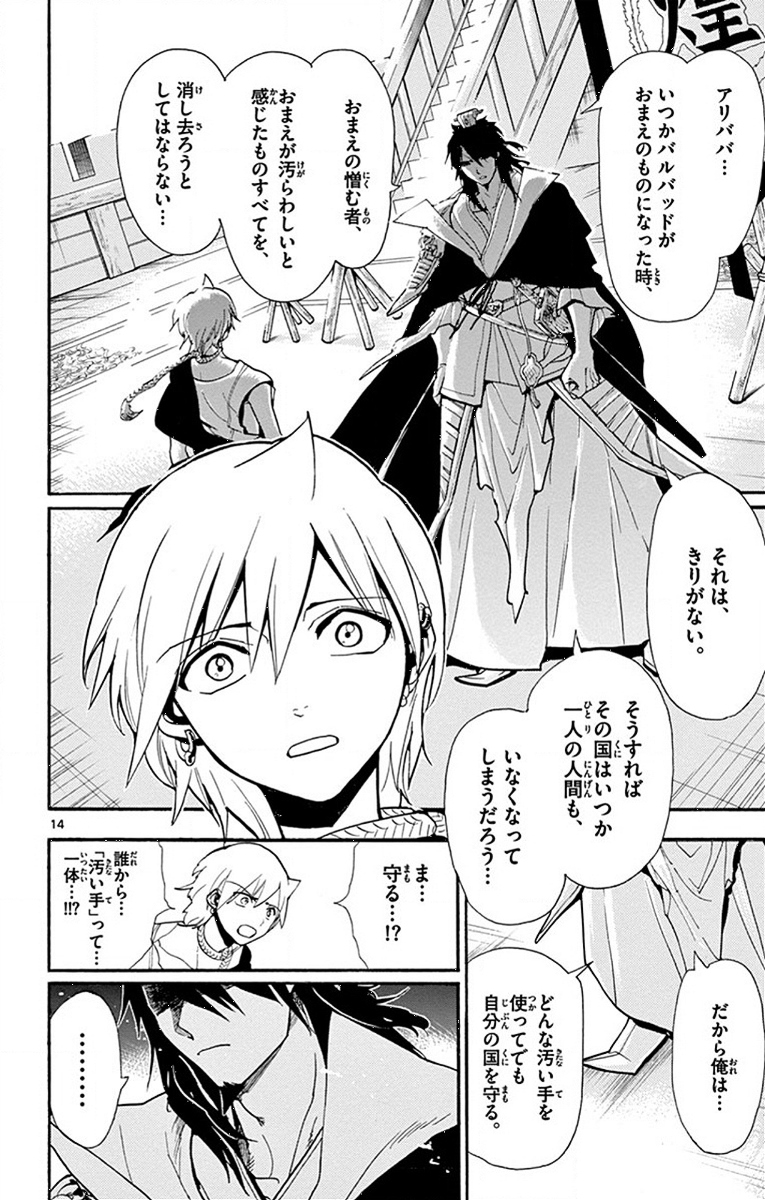 煌
アリババ…
いつかバルバッドが
おまえのものになった時、
おまえの憎む者、
おまえが汚らわしいと
感じたものすべてを、
消し去ろうと
してはならない…
それは、
きりがない。
そうすれば
その国はいつか
一人の人間も、
いなくなって
しまうだろう…
だから俺は…
どんな汚い手を
使ってでも
自分の国を守る。
ま…
守る…!?
誰から…
「汚い手」って…
一体…!!?
………
14